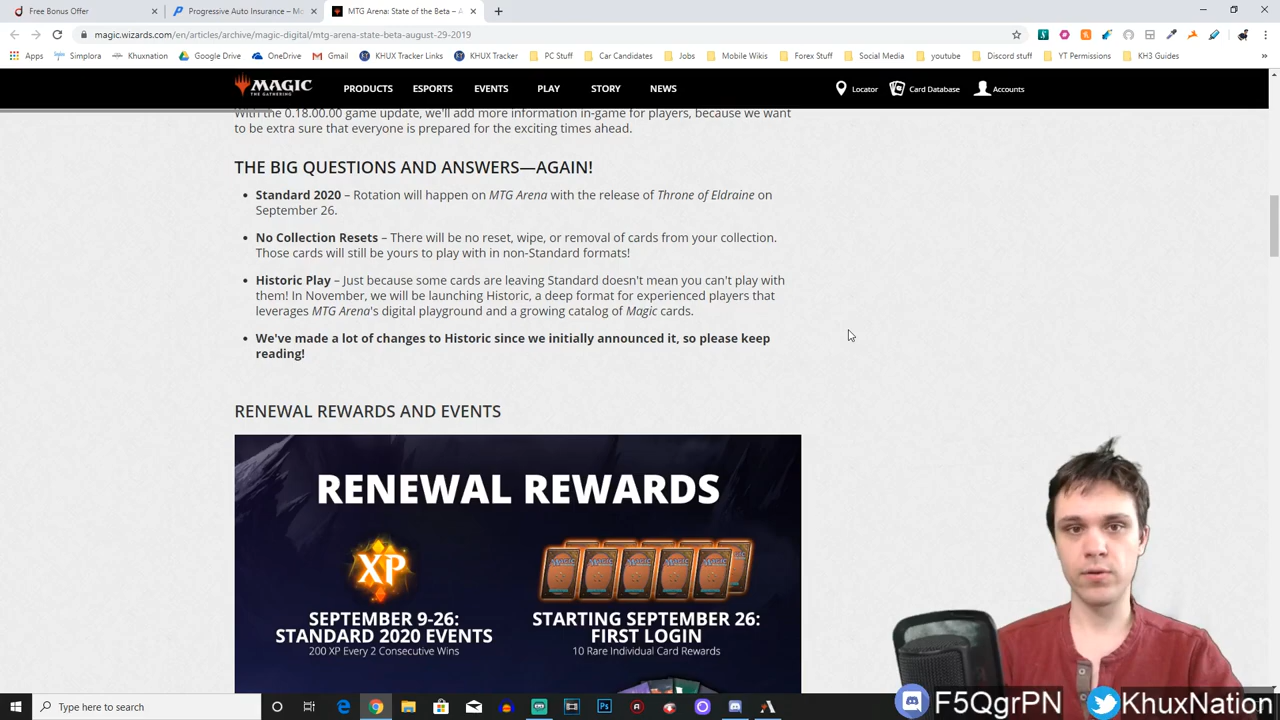 Free Bonus Offer
Progressive Auto Insurance – Mo
MTG Arena: State of the Beta – A
magic.wizards.com/en/articles/archive/magic-digital/mtg-arena-state-beta-august-29-2019
Apps Simplora Khuxnation Google Drive OneDrive Gmail KHUX Tracker Links KHUX Tracker PC Stuff Car Candidates Jobs Mobile Wikis Forex Stuff Social Media youtube Discord stuff YT Permissions KH3 Guides
MAGIC THE GATHERING PRODUCTS ESPORTS EVENTS PLAY STORY NEWS Locator Card Database Accounts
With the 0.18.00.00 game update, we'll add more information in-game for players, because we want
to be extra sure that everyone is prepared for the exciting times ahead.
THE BIG QUESTIONS AND ANSWERS—AGAIN!
• Standard 2020 – Rotation will happen on MTG Arena with the release of Throne of Eldraine on
September 26.
• No Collection Resets – There will be no reset, wipe, or removal of cards from your collection.
Those cards will still be yours to play with in non-Standard formats!
• Historic Play – Just because some cards are leaving Standard doesn't mean you can't play with
them! In November, we will be launching Historic, a deep format for experienced players that
leverages MTG Arena's digital playground and a growing catalog of Magic cards.
• We've made a lot of changes to Historic since we initially announced it, so please keep
reading!
RENEWAL REWARDS AND EVENTS
RENEWAL REWARDS
XP
SEPTEMBER 9-26:
STANDARD 2020 EVENTS
200 XP Every 2 Consecutive Wins
STARTING SEPTEMBER 26:
FIRST LOGIN
10 Rare Individual Card Rewards
Type here to search
F5QgrPN
KhuxNation